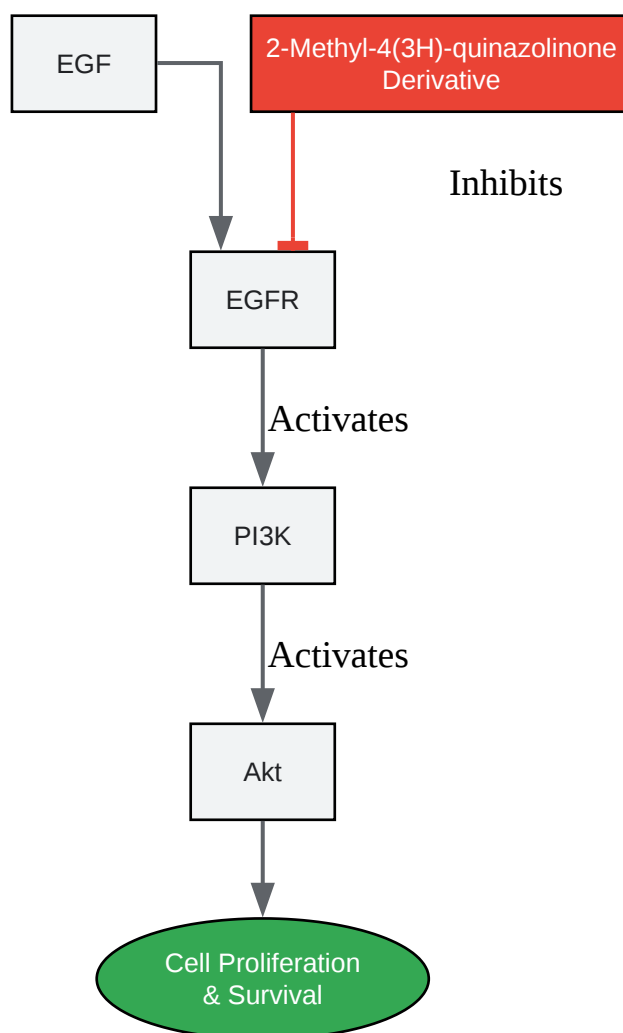 EGF
2-Methyl-4(3H)-quinazolinone
Derivative
Inhibits
EGFR
Activates
PI3K
Activates
Akt
Cell Proliferation
& Survival